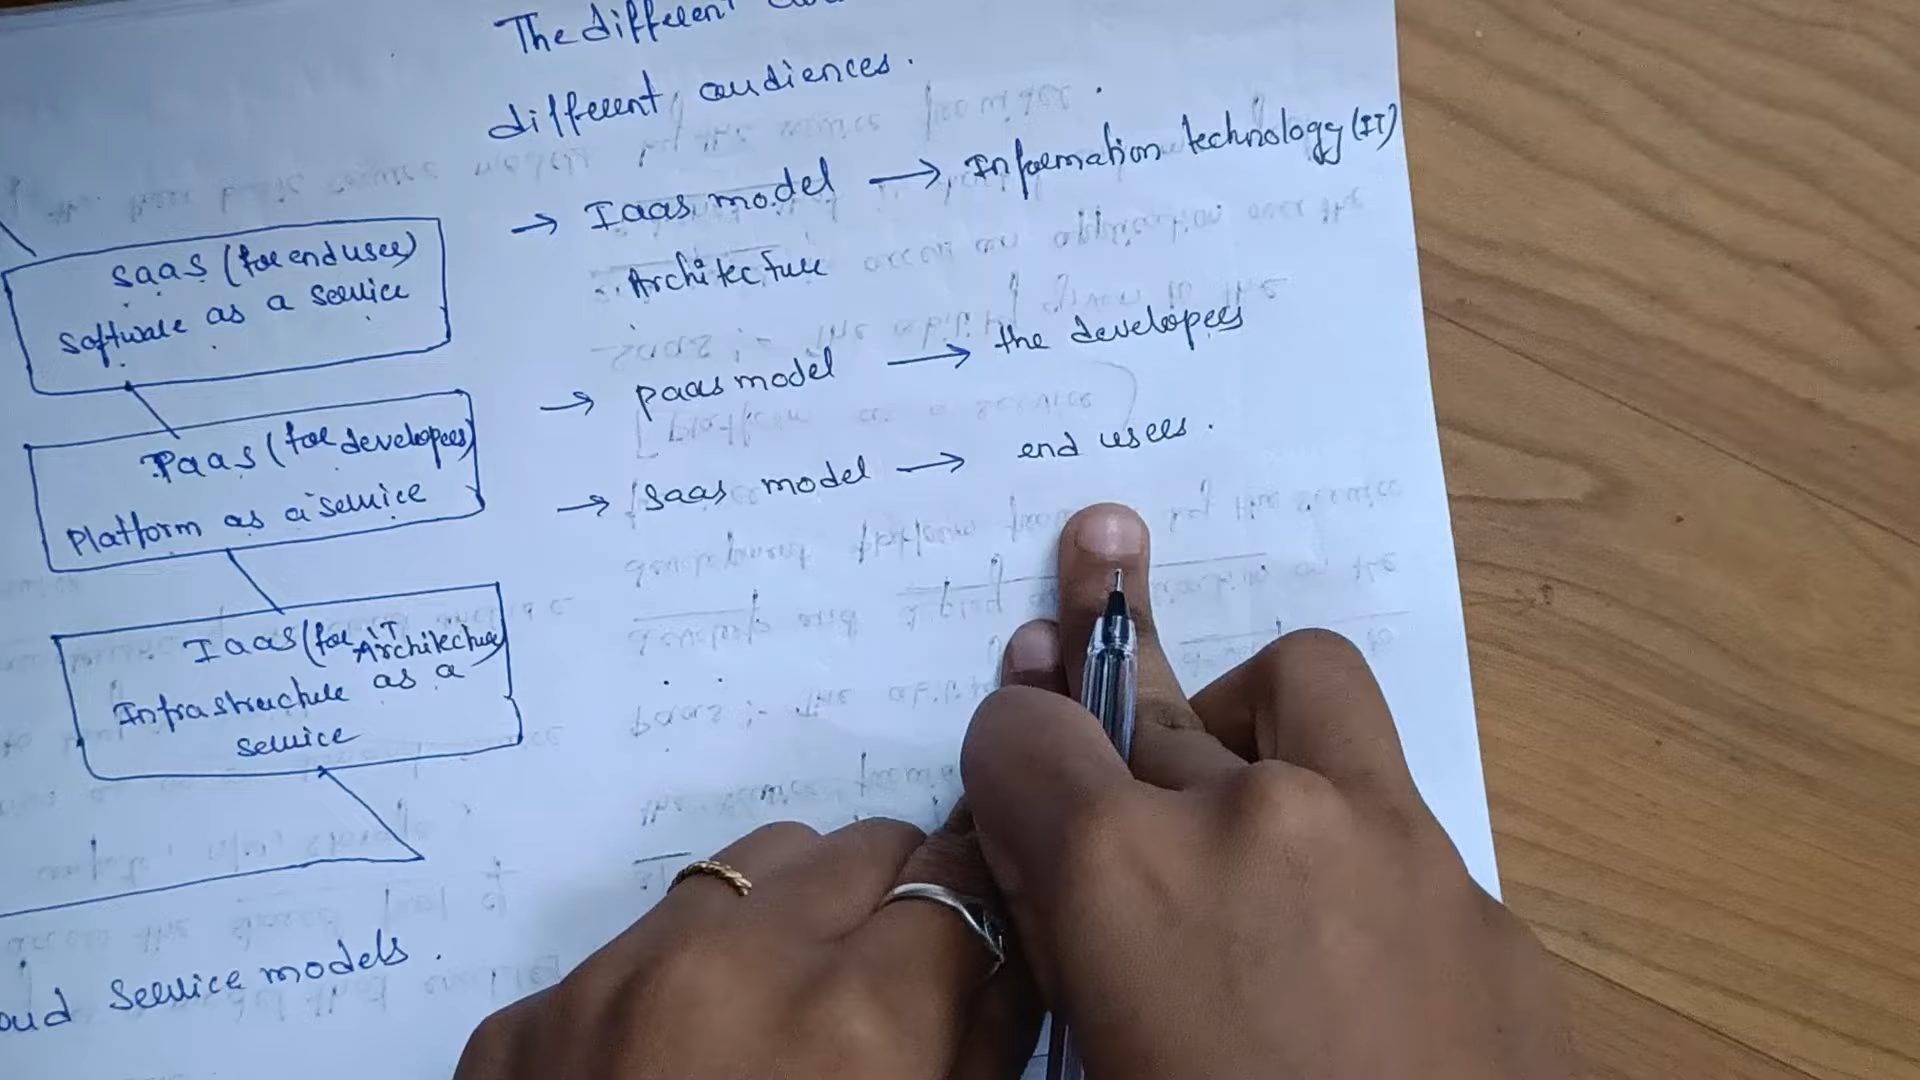 The different
different audiences.
→ Iaas model → Information technology (IT)
Architecture
→ paas model → the developers
→ saas model → end users.
saas (for end user)
software as a service
Paas (for developers)
Platform as a service
Iaas (for IT Architecture)
Infrastructure as a
service
oud Service models.